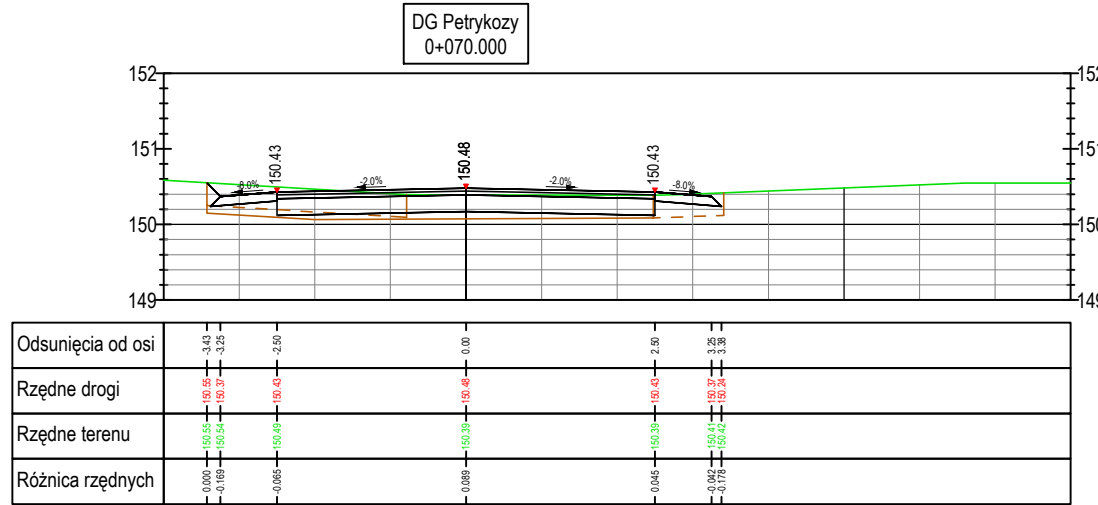 DG Petrykozy
0+070.000
152 152
151 151
150 150
149 149
150.43 150.48 150.43
-8.0% -2.0% -2.0% -8.0%
Odsunięcia od osi -3.43 -3.25 -2.50 0.00 2.50 3.25 3.38
Rzędne drogi 150.55 150.37 150.43 150.48 150.43 150.37 150.24
Rzędne terenu 150.55 150.54 150.49 150.39 150.39 150.41 150.42
Różnica rzędnych 0.000 -0.169 -0.065 0.089 0.045 -0.042 -0.178